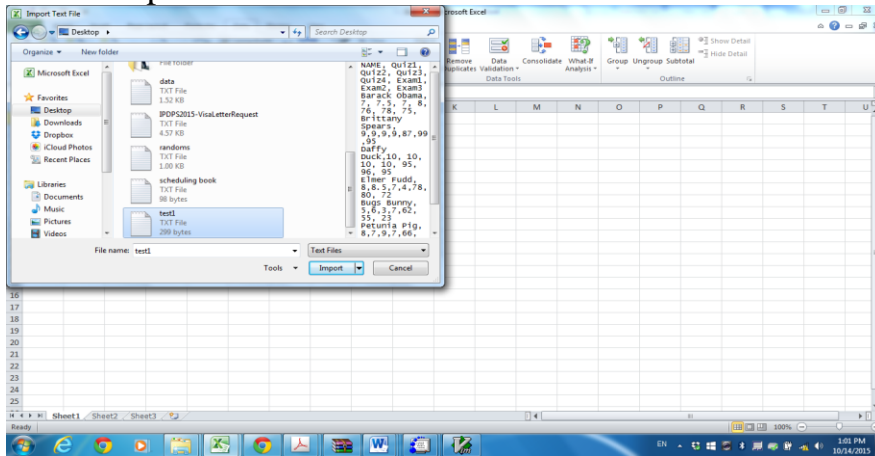 Import Text File
crosoft Excel
Desktop
Search Desktop
Organize
New folder
Microsoft Excel
Favorites
Desktop
Downloads
Dropbox
iCloud Photos
Recent Places
Libraries
Documents
Music
Pictures
Videos
File folder
data
TXT File
1.52 KB
IPDPS2015-VisaLetterRequest
TXT File
4.57 KB
randoms
TXT File
1.00 KB
scheduling book
TXT File
98 bytes
test1
TXT File
299 bytes
NAME, Quiz1,
Quiz2, Quiz3,
Quiz4, Exam1,
Exam2, Exam3
Barack Obama,
7, 7.5, 7, 8,
76, 78, 75,
Brittany
Spears,
9,9,9,9,87,99
,95
Daffy
Duck,10, 10,
10, 10, 95,
96, 95
Elmer Fudd,
8,8.5,7,4,78,
80, 72
Bugs Bunny,
5,6,3,7,62,
55, 23
Petunia Pig,
8,7,9,7,66,
File name: test1
Text Files
Tools
Import
Cancel
Remove
uplicates
Data
Validation
Consolidate
What-If
Analysis
Data Tools
Group
Ungroup
Subtotal
Show Detail
Hide Detail
Outline
K L M N O P Q R S T U
16
17
18
19
20
21
22
23
24
25
Sheet1 Sheet2 Sheet3
Ready
100%
EN
1:01 PM
10/14/2015